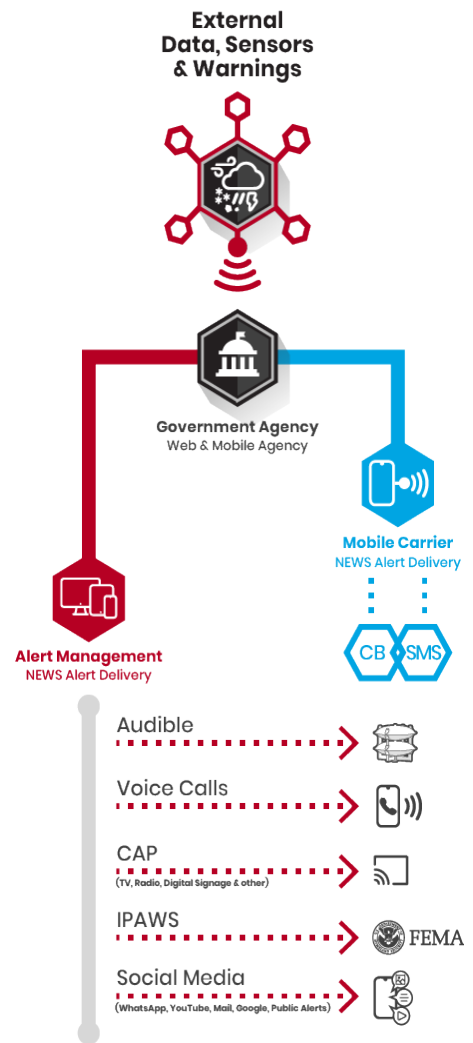 External
Data, Sensors
& Warnings
Government Agency
Web & Mobile Agency
Mobile Carrier
NEWS Alert Delivery
CB SMS
Alert Management
NEWS Alert Delivery
Audible
Voice Calls
CAP
(TV, Radio, Digital Signage & other)
IPAWS
FEMA
Social Media
(WhatsApp, YouTube, Mail, Google, Public Alerts)